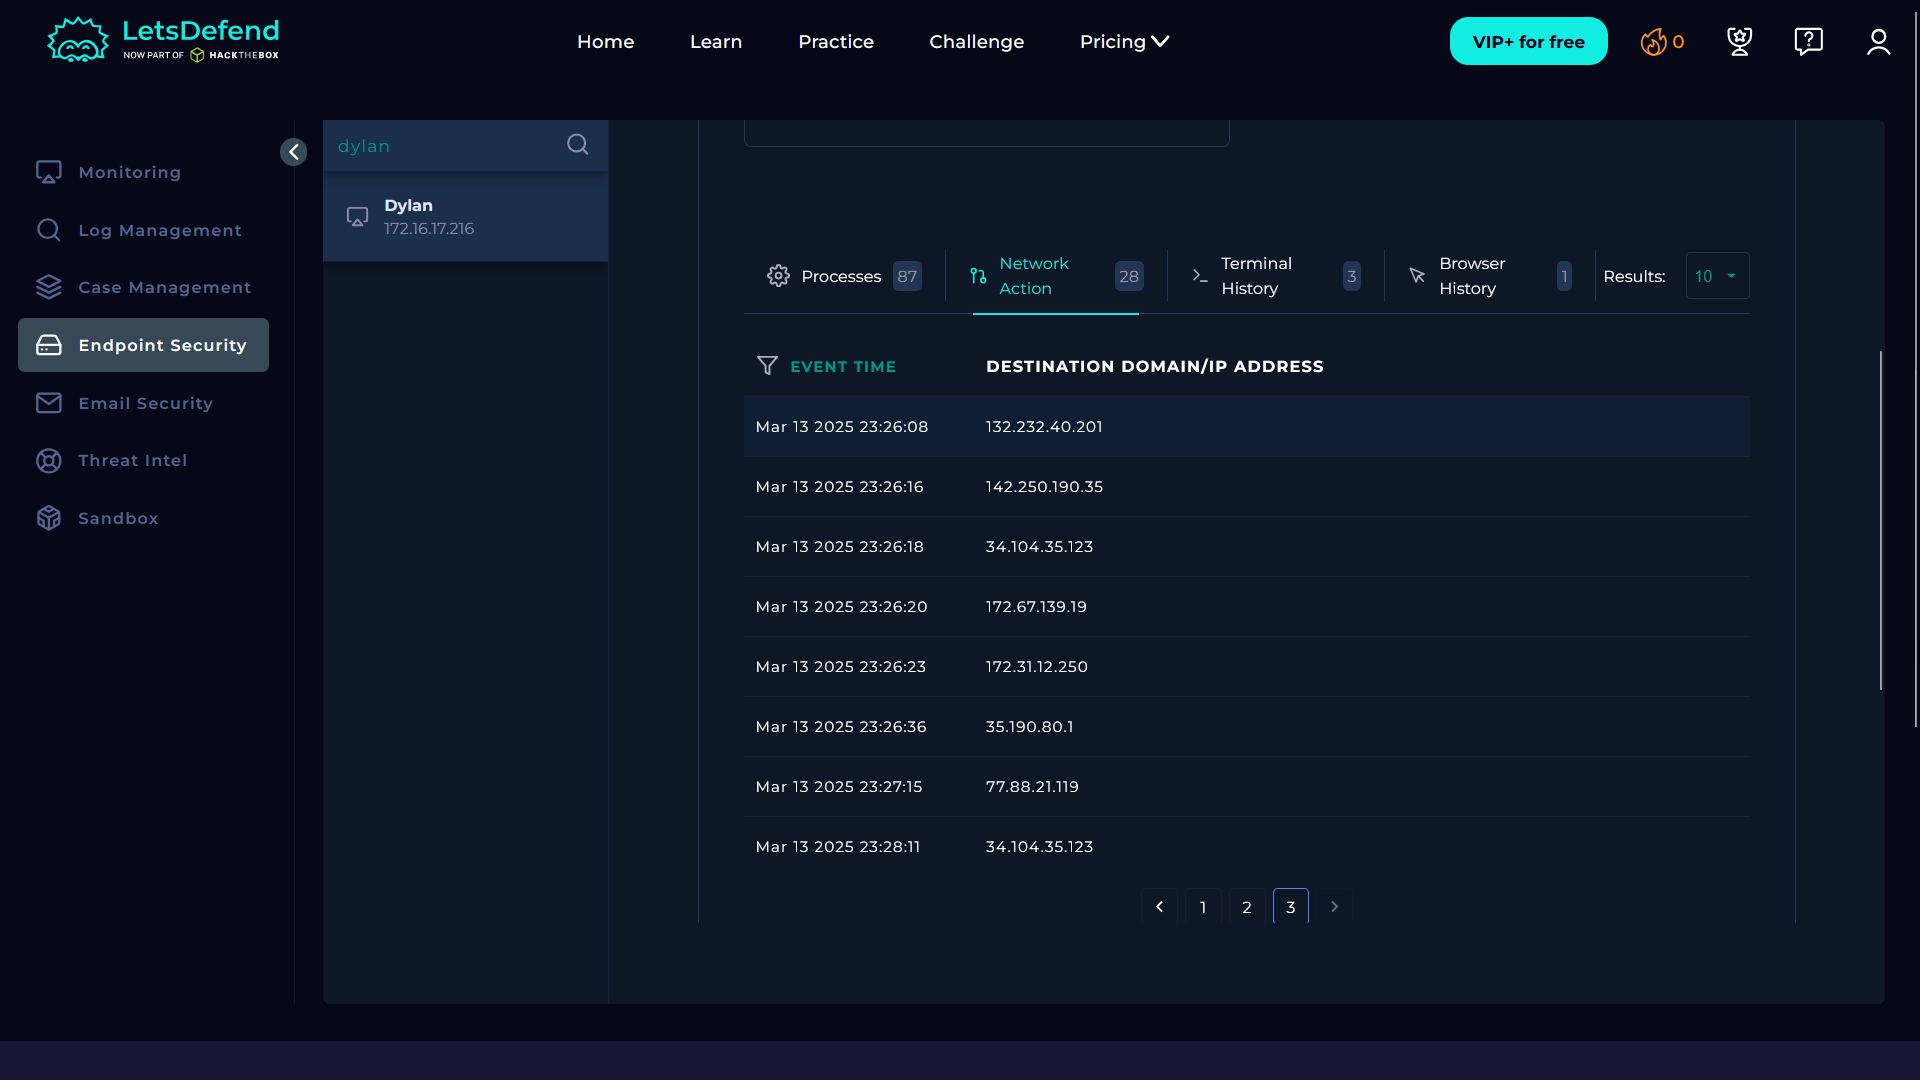 LetsDefend
NOW PART OF HACKTHEBOX
Home
Learn
Practice
Challenge
Pricing
VIP+ for free
0
Monitoring
Log Management
Case Management
Endpoint Security
Email Security
Threat Intel
Sandbox
dylan
Dylan
172.16.17.216
Processes 87
Network Action 28
Terminal History 3
Browser History 1
Results: 10
EVENT TIME DESTINATION DOMAIN/IP ADDRESS
Mar 13 2025 23:26:08 132.232.40.201
Mar 13 2025 23:26:16 142.250.190.35
Mar 13 2025 23:26:18 34.104.35.123
Mar 13 2025 23:26:20 172.67.139.19
Mar 13 2025 23:26:23 172.31.12.250
Mar 13 2025 23:26:36 35.190.80.1
Mar 13 2025 23:27:15 77.88.21.119
Mar 13 2025 23:28:11 34.104.35.123
1 2 3